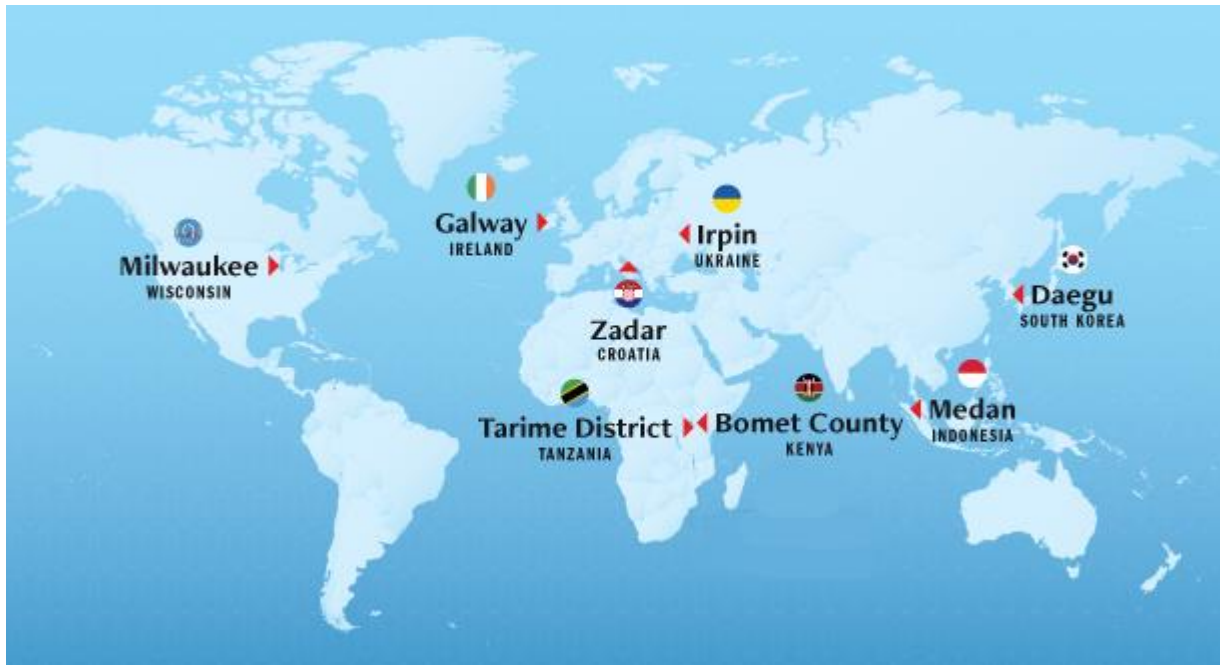 Galway
IRELAND
Irpin
UKRAINE
Milwaukee
WISCONSIN
Daegu
SOUTH KOREA
Zadar
CROATIA
Tarime District
TANZANIA
Bomet County
KENYA
Medan
INDONESIA